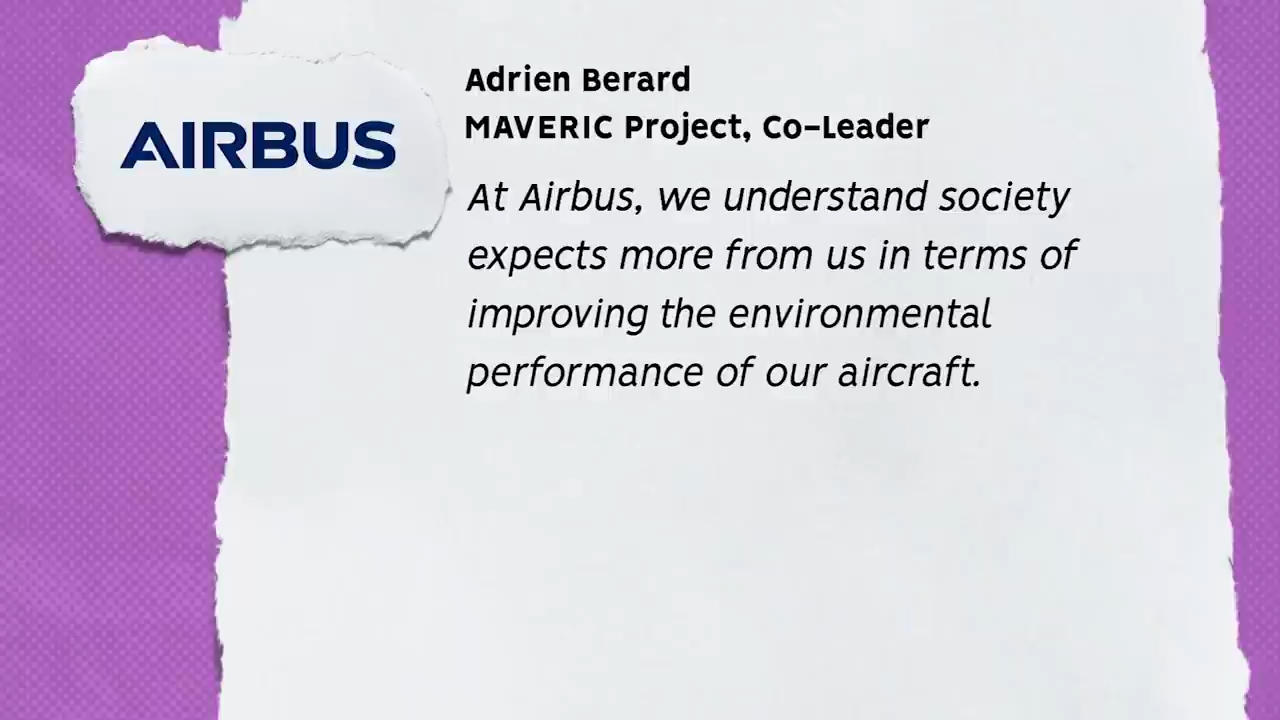 AIRBUS
Adrien Berard
MAVERIC Project, Co-Leader
At Airbus, we understand society
expects more from us in terms of
improving the environmental
performance of our aircraft.